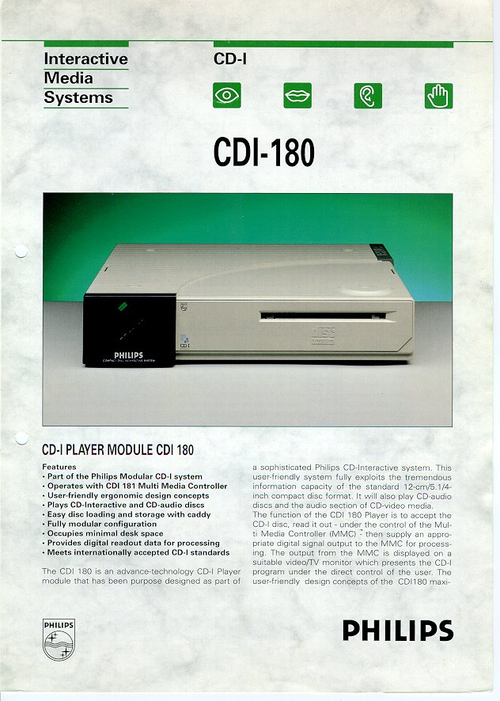 Interactive
Media
Systems
CD-I
CDI-180
PHILIPS
CD-I PLAYER MODULE CDI 180
Features
• Part of the Philips Modular CD-I system
• Operates with CDI 181 Multi Media Controller
• User-friendly ergonomic design concepts
• Plays CD-Interactive and CD-audio discs
• Easy disc loading and storage with caddy
• Fully modular configuration
• Occupies minimal desk space
• Provides digital readout data for processing
• Meets internationally accepted CD-I standards
The CDI 180 is an advance-technology CD-I Player
module that has been purpose designed as part of
a sophisticated Philips CD-Interactive system. This
user-friendly system fully exploits the tremendous
information capacity of the standard 12-cm/5.1/4-
inch compact disc format. It will also play CD-audio
discs and the audio section of CD-video media.
The function of the CDI 180 Player is to accept the
CD-I disc, read it out - under the control of the Mul-
ti Media Controller (MMC) - then supply an appro-
priate digital signal output to the MMC for process-
ing. The output from the MMC is displayed on a
suitable video/TV monitor which presents the CD-I
program under the direct control of the user. The
user-friendly design concepts of the CDI180 maxi-
PHILIPS
PHILIPS